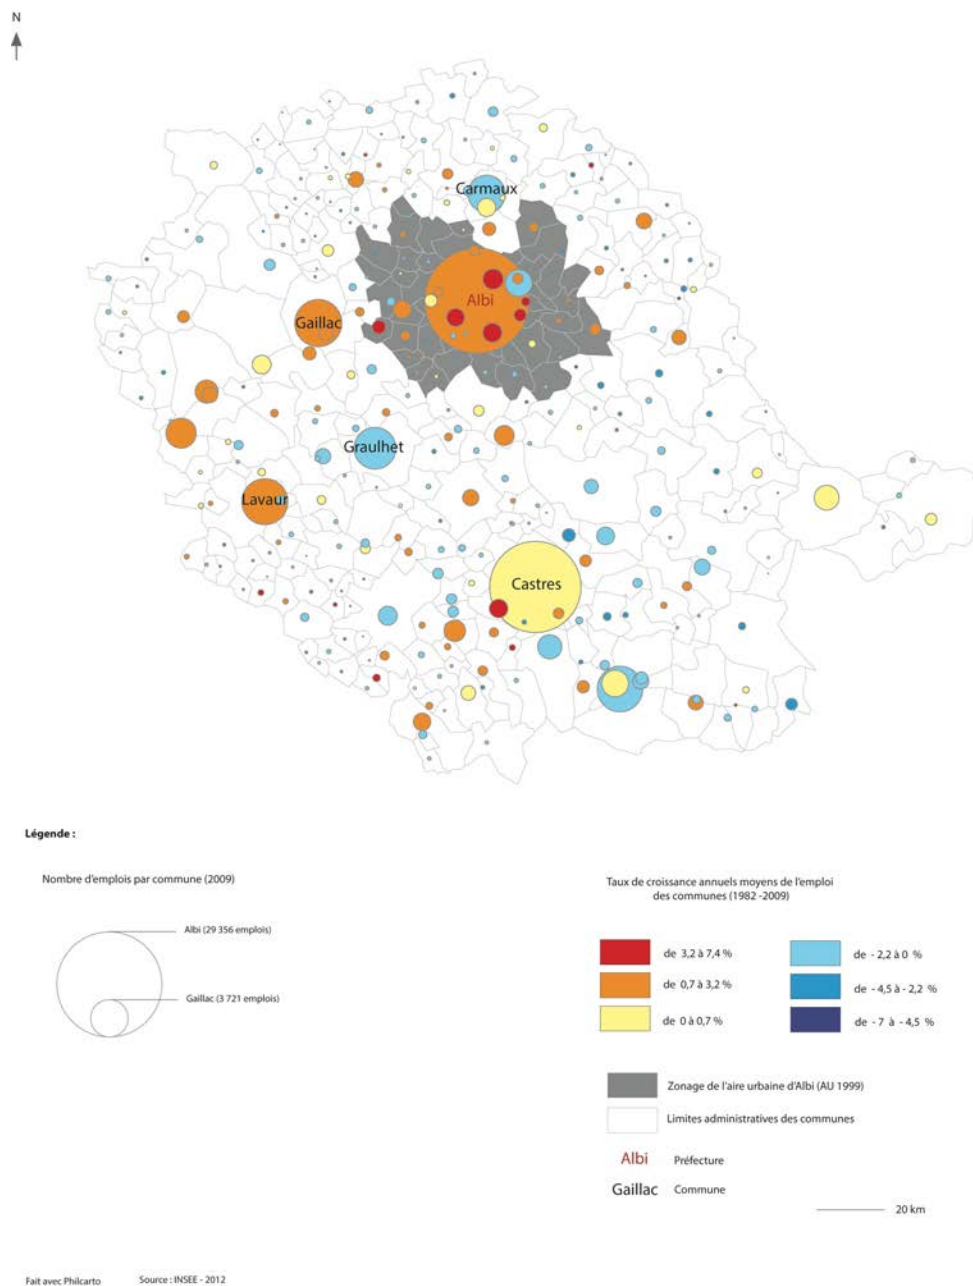 N
Carmaux
Albi
Gaillac
Graulhet
Lavaur
Castres
Légende :
Nombre d'emplois par commune (2009)
Albi (29 356 emplois)
Gaillac (3 721 emplois)
Taux de croissance annuels moyens de l'emploi
des communes (1982 -2009)
de 3,2 à 7,4 %
de 0,7 à 3,2 %
de 0 à 0,7 %
de - 2,2 à 0 %
de - 4,5 à - 2,2 %
de - 7 à - 4,5 %
Zonage de l'aire urbaine d'Albi (AU 1999)
Limites administratives des communes
Albi Préfecture
Gaillac Commune
20 km
Fait avec Philcarto Source : INSEE - 2012